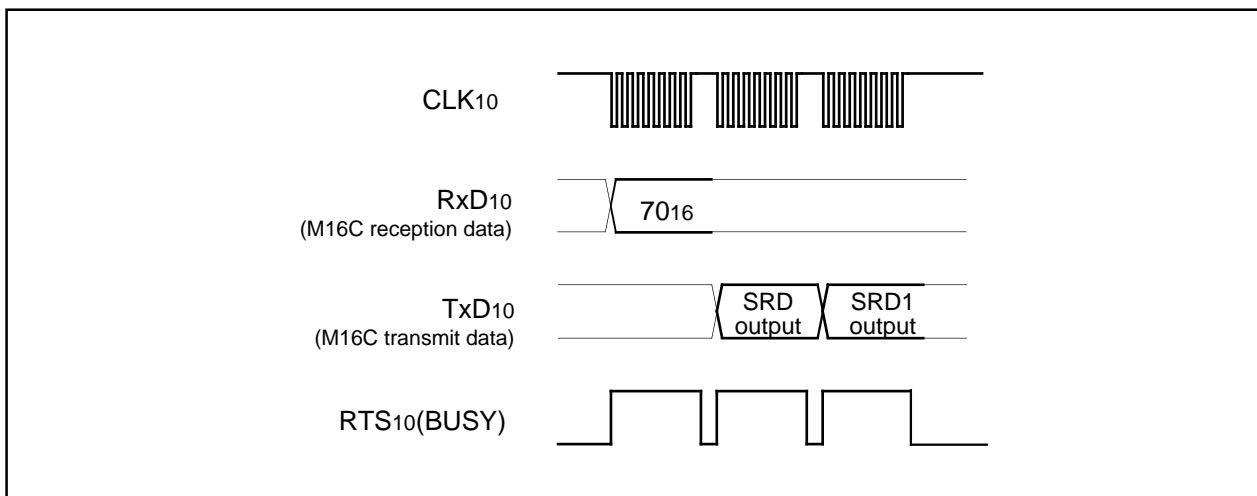 CLK10
RxD10
(M16C reception data)
7016
TxD10
(M16C transmit data)
SRD
output
SRD1
output
RTS10(BUSY)